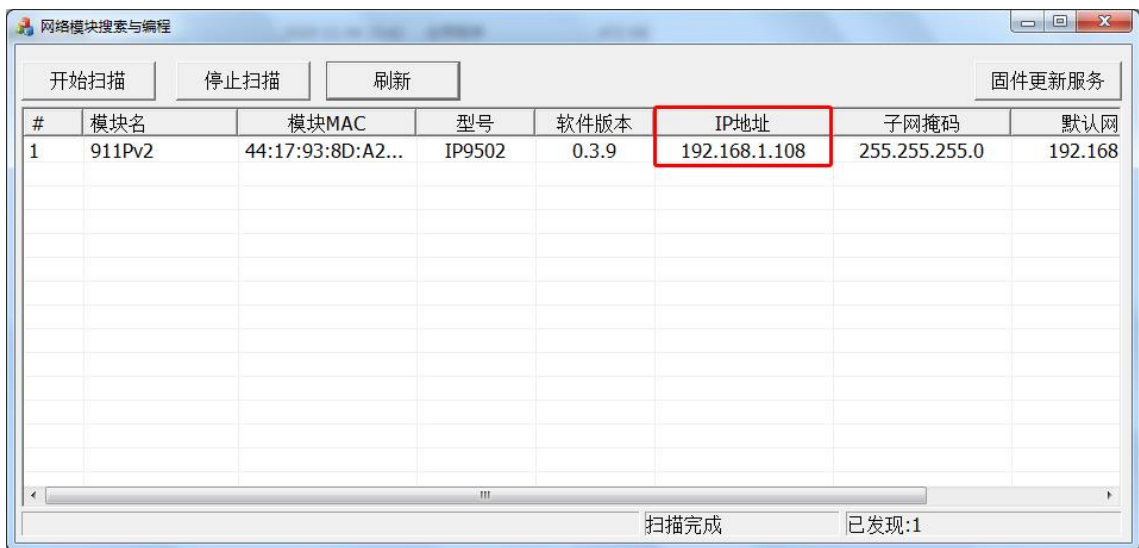 网络模块搜索与编程
开始扫描 停止扫描 刷新 固件更新服务
# 模块名 模块MAC 型号 软件版本 IP地址 子网掩码 默认网
1 911Pv2 44:17:93:8D:A2... IP9502 0.3.9 192.168.1.108 255.255.255.0 192.168
扫描完成 已发现:1